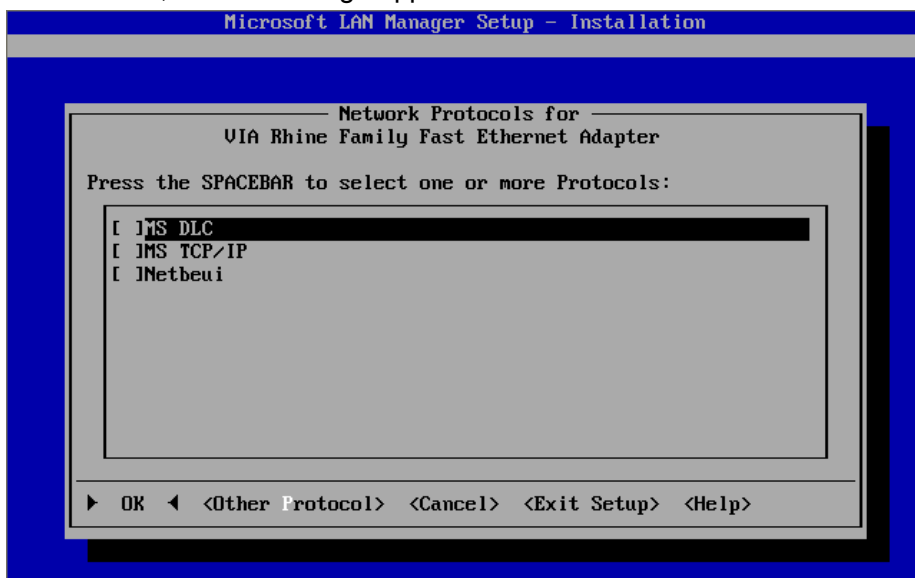 Microsoft LAN Manager Setup - Installation
Network Protocols for
VIA Rhine Family Fast Ethernet Adapter
Press the SPACEBAR to select one or more Protocols:
[ ]MS DLC
[ ]MS TCP/IP
[ ]Netbeui
► OK ◄ <Other Protocol> <Cancel> <Exit Setup> <Help>